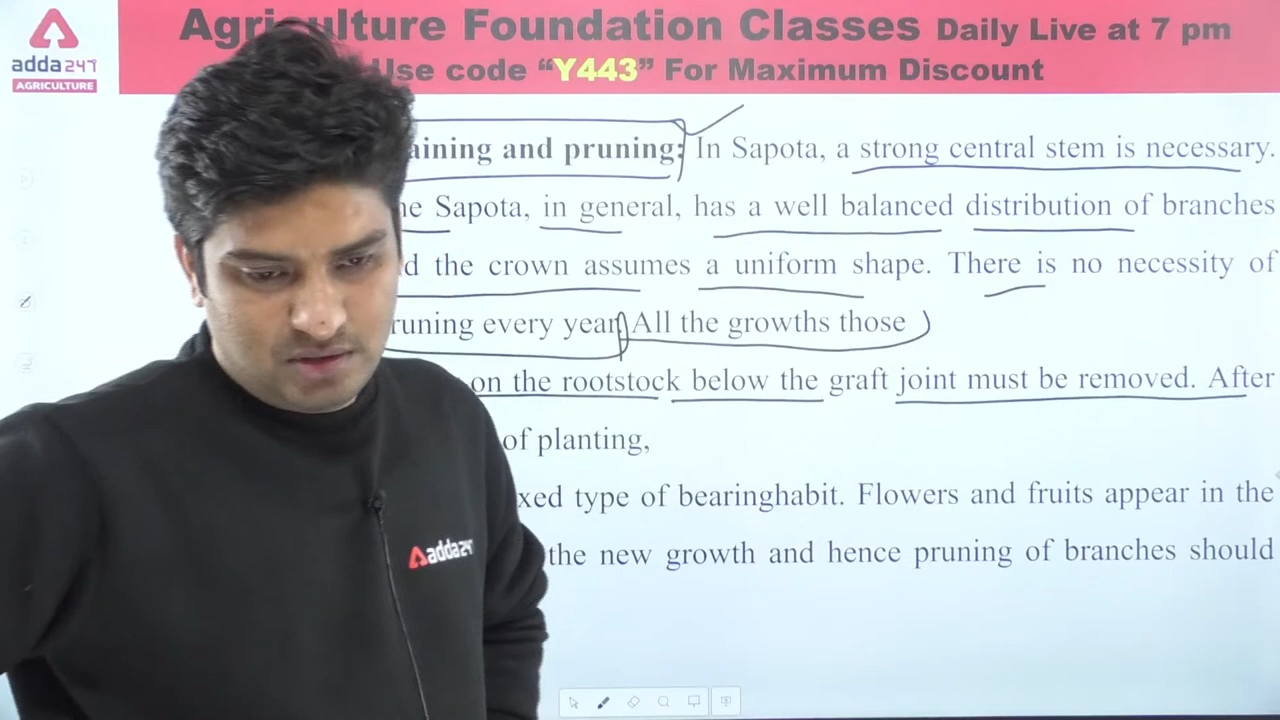 Agriculture Foundation Classes Daily Live at 7 pm
Use code “Y443” For Maximum Discount
adda247
AGRICULTURE
aining and pruning: In Sapota, a strong central stem is necessary.
he Sapota, in general, has a well balanced distribution of branches
d the crown assumes a uniform shape. There is no necessity of
runing every year. All the growths those
on the rootstock below the graft joint must be removed. After
of planting,
xed type of bearinghabit. Flowers and fruits appear in the
the new growth and hence pruning of branches should
adda247